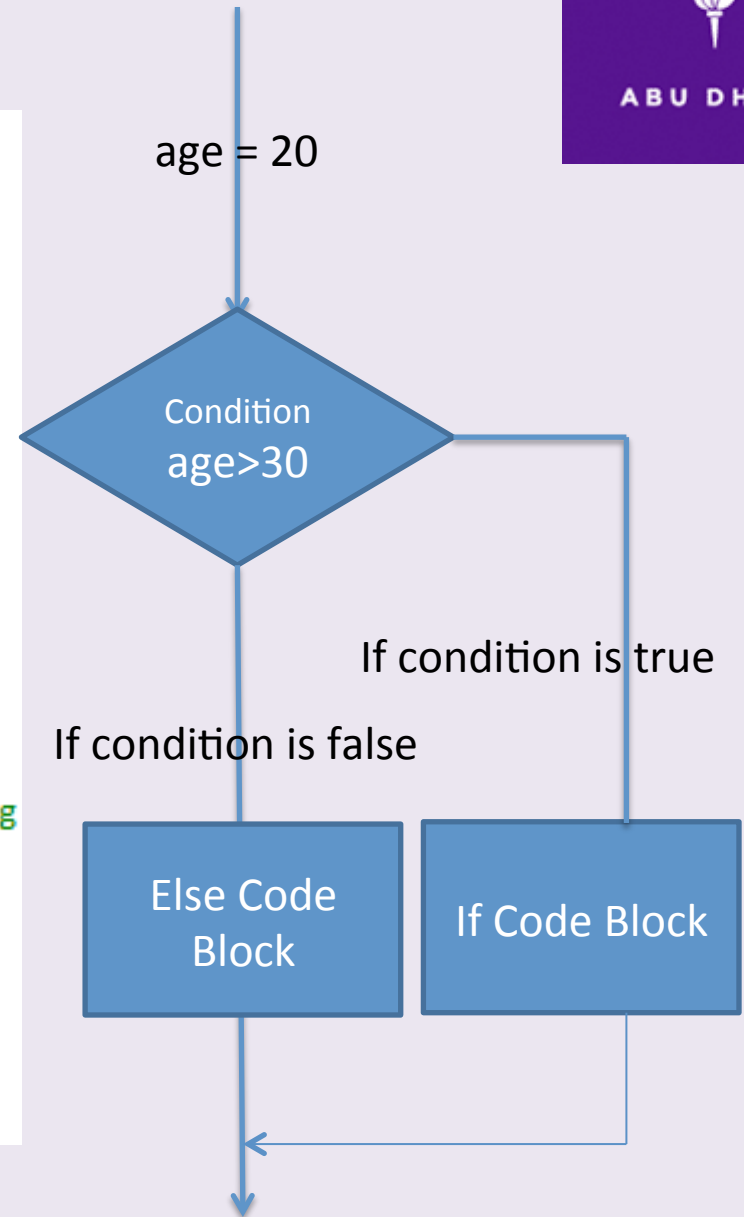 ABU DH
age = 20
Condition
age>30
If condition is true
If condition is false
g
Else Code
Block
If Code Block